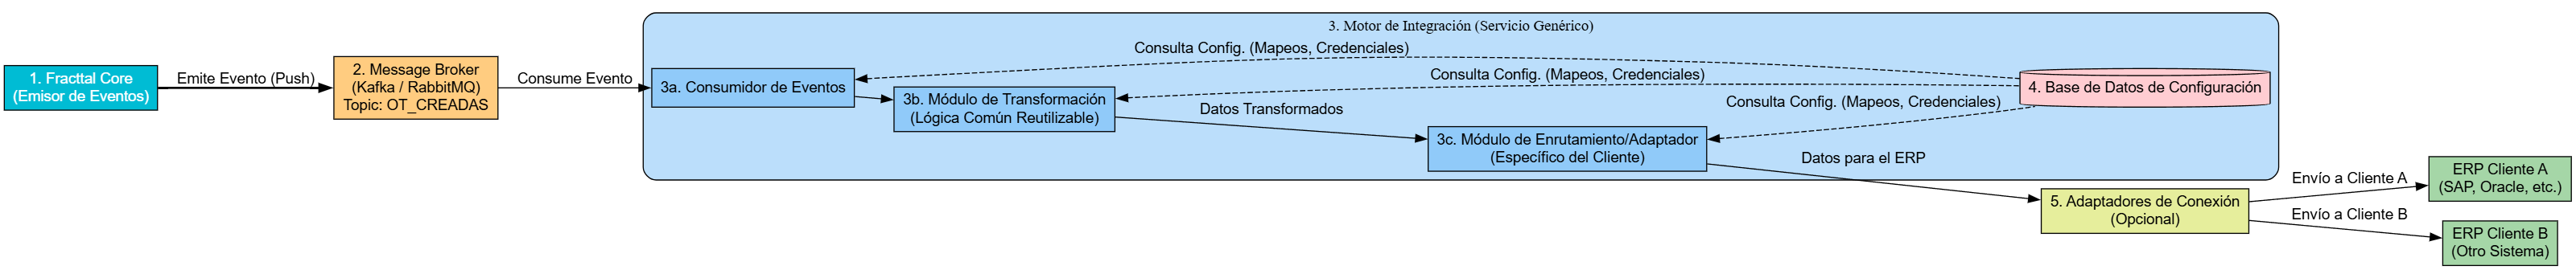 3. Motor de Integración (Servicio Genérico)
1. Fracttal Core
(Emisor de Eventos)
Emite Evento (Push)
2. Message Broker
(Kafka / RabbitMQ)
Topic: OT_CREADAS
Consume Evento
3a. Consumidor de Eventos
Consulta Config. (Mapeos, Credenciales)
3b. Módulo de Transformación
(Lógica Común Reutilizable)
Consulta Config. (Mapeos, Credenciales)
Datos Transformados
Consulta Config. (Mapeos, Credenciales)
3c. Módulo de Enrutamiento/Adaptador
(Específico del Cliente)
4. Base de Datos de Configuración
Datos para el ERP
5. Adaptadores de Conexión
(Opcional)
Envío a Cliente A
ERP Cliente A
(SAP, Oracle, etc.)
Envío a Cliente B
ERP Cliente B
(Otro Sistema)